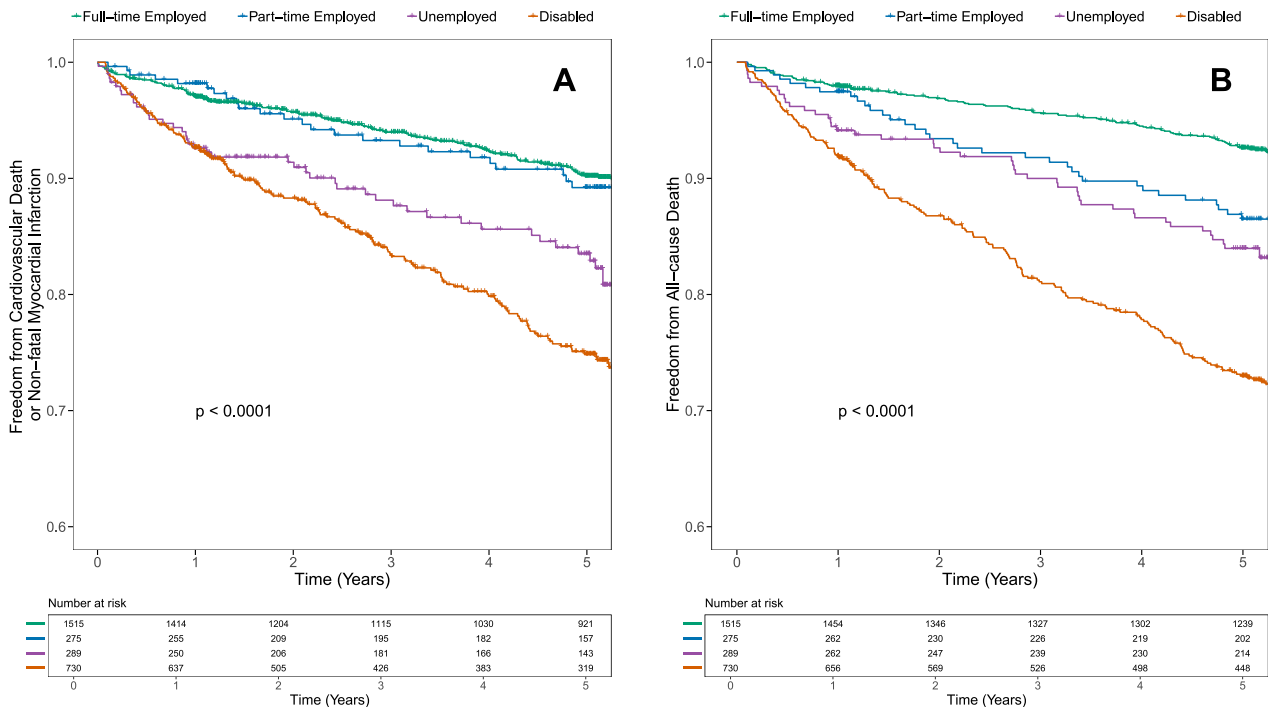 Full−time Employed Part−time Employed Unemployed Disabled
A
Freedom from Cardiovascular Death
or Non−fatal Myocardial Infarction
1.0
0.9
0.8
0.7
0.6
p < 0.0001
0 1 2 3 4 5
Time (Years)
Number at risk
1515 1414 1204 1115 1030 921
275 255 209 195 182 157
289 250 206 181 166 143
730 637 505 426 383 319
0 1 2 3 4 5
Time (Years)
Full−time Employed Part−time Employed Unemployed Disabled
B
Freedom from All−cause Death
1.0
0.9
0.8
0.7
0.6
p < 0.0001
0 1 2 3 4 5
Time (Years)
Number at risk
1515 1454 1346 1327 1302 1239
275 262 230 226 219 202
289 262 247 239 230 214
730 656 569 526 498 448
0 1 2 3 4 5
Time (Years)